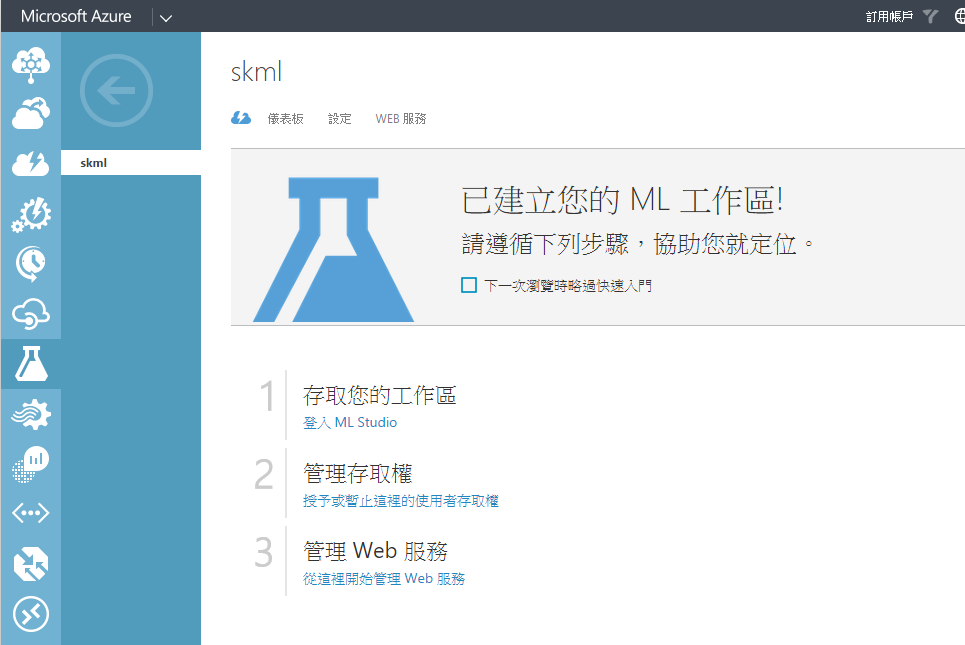 Microsoft Azure
訂用帳戶
skml
skml
儀表板 設定 WEB 服務
已建立您的 ML 工作區!
請遵循下列步驟，協助您就定位。
下一次瀏覽時略過快速入門
1 存取您的工作區
登入 ML Studio
2 管理存取權
授予或暫止這裡的使用者存取權
3 管理 Web 服務
從這裡開始管理 Web 服務